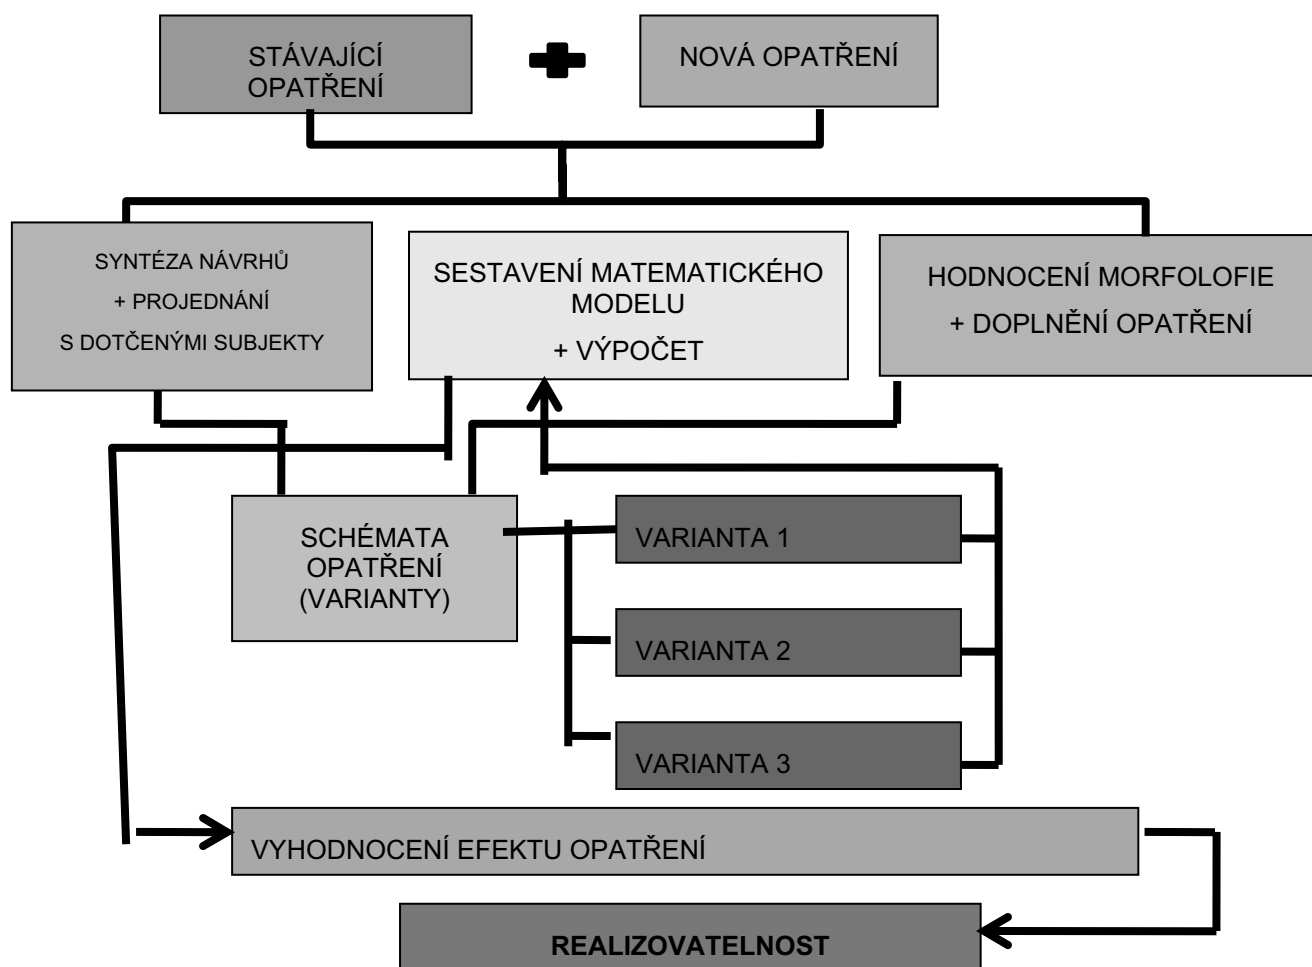 STÁVAJÍCÍ
OPATŘENÍ
NOVÁ OPATŘENÍ
SYNTÉZA NÁVRHŮ
+ PROJEDNÁNÍ
S DOTČENÝMI SUBJEKTY
SESTAVENÍ MATEMATICKÉHO
MODELU
+ VÝPOČET
HODNOCENÍ MORFOLOFIE
+ DOPLNĚNÍ OPATŘENÍ
SCHÉMATA
OPATŘENÍ
(VARIANTY)
VARIANTA 1
VARIANTA 2
VARIANTA 3
VYHODNOCENÍ EFEKTU OPATŘENÍ
REALIZOVATELNOST